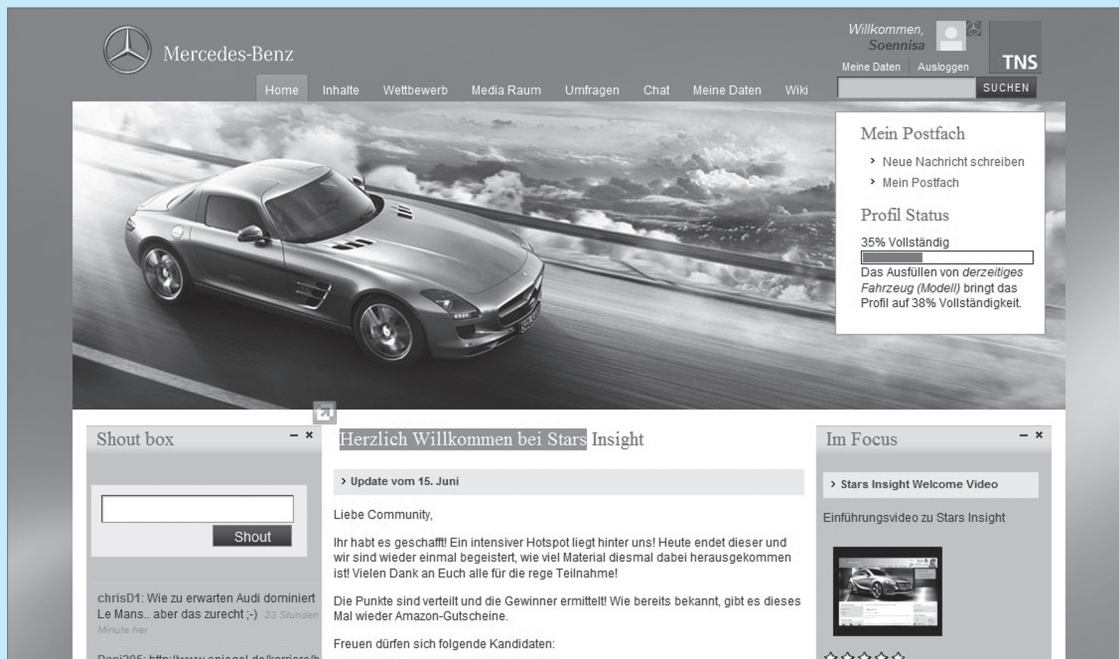 Mercedes-Benz
Willkommen,
Soennisa
Meine Daten
Ausloggen
TNS
Home
Inhalte
Wettbewerb
Media Raum
Umfragen
Chat
Meine Daten
Wiki
SUCHEN
Mein Postfach
Neue Nachricht schreiben
Mein Postfach
Profil Status
35% Vollständig
Das Ausfüllen von derzeitiges
Fahrzeug (Modell) bringt das
Profil auf 38% Vollständigkeit.
Shout box
Shout
chrisD1: Wie zu erwarten Audi dominiert
Le Mans.. aber das zurecht ;-) 23 Stunden
Minute her
Herzlich Willkommen bei Stars Insight
Update vom 15. Juni
Liebe Community,
Ihr habt es geschafft! Ein intensiver Hotspot liegt hinter uns! Heute endet dieser und
wir sind wieder einmal begeistert, wie viel Material diesmal dabei herausgekommen
ist! Vielen Dank an Euch alle für die rege Teilnahme!
Die Punkte sind verteilt und die Gewinner ermittelt! Wie bereits bekannt, gibt es dieses
Mal wieder Amazon-Gutscheine.
Freuen dürfen sich folgende Kandidaten:
Im Focus
Stars Insight Welcome Video
Einführungsvideo zu Stars Insight